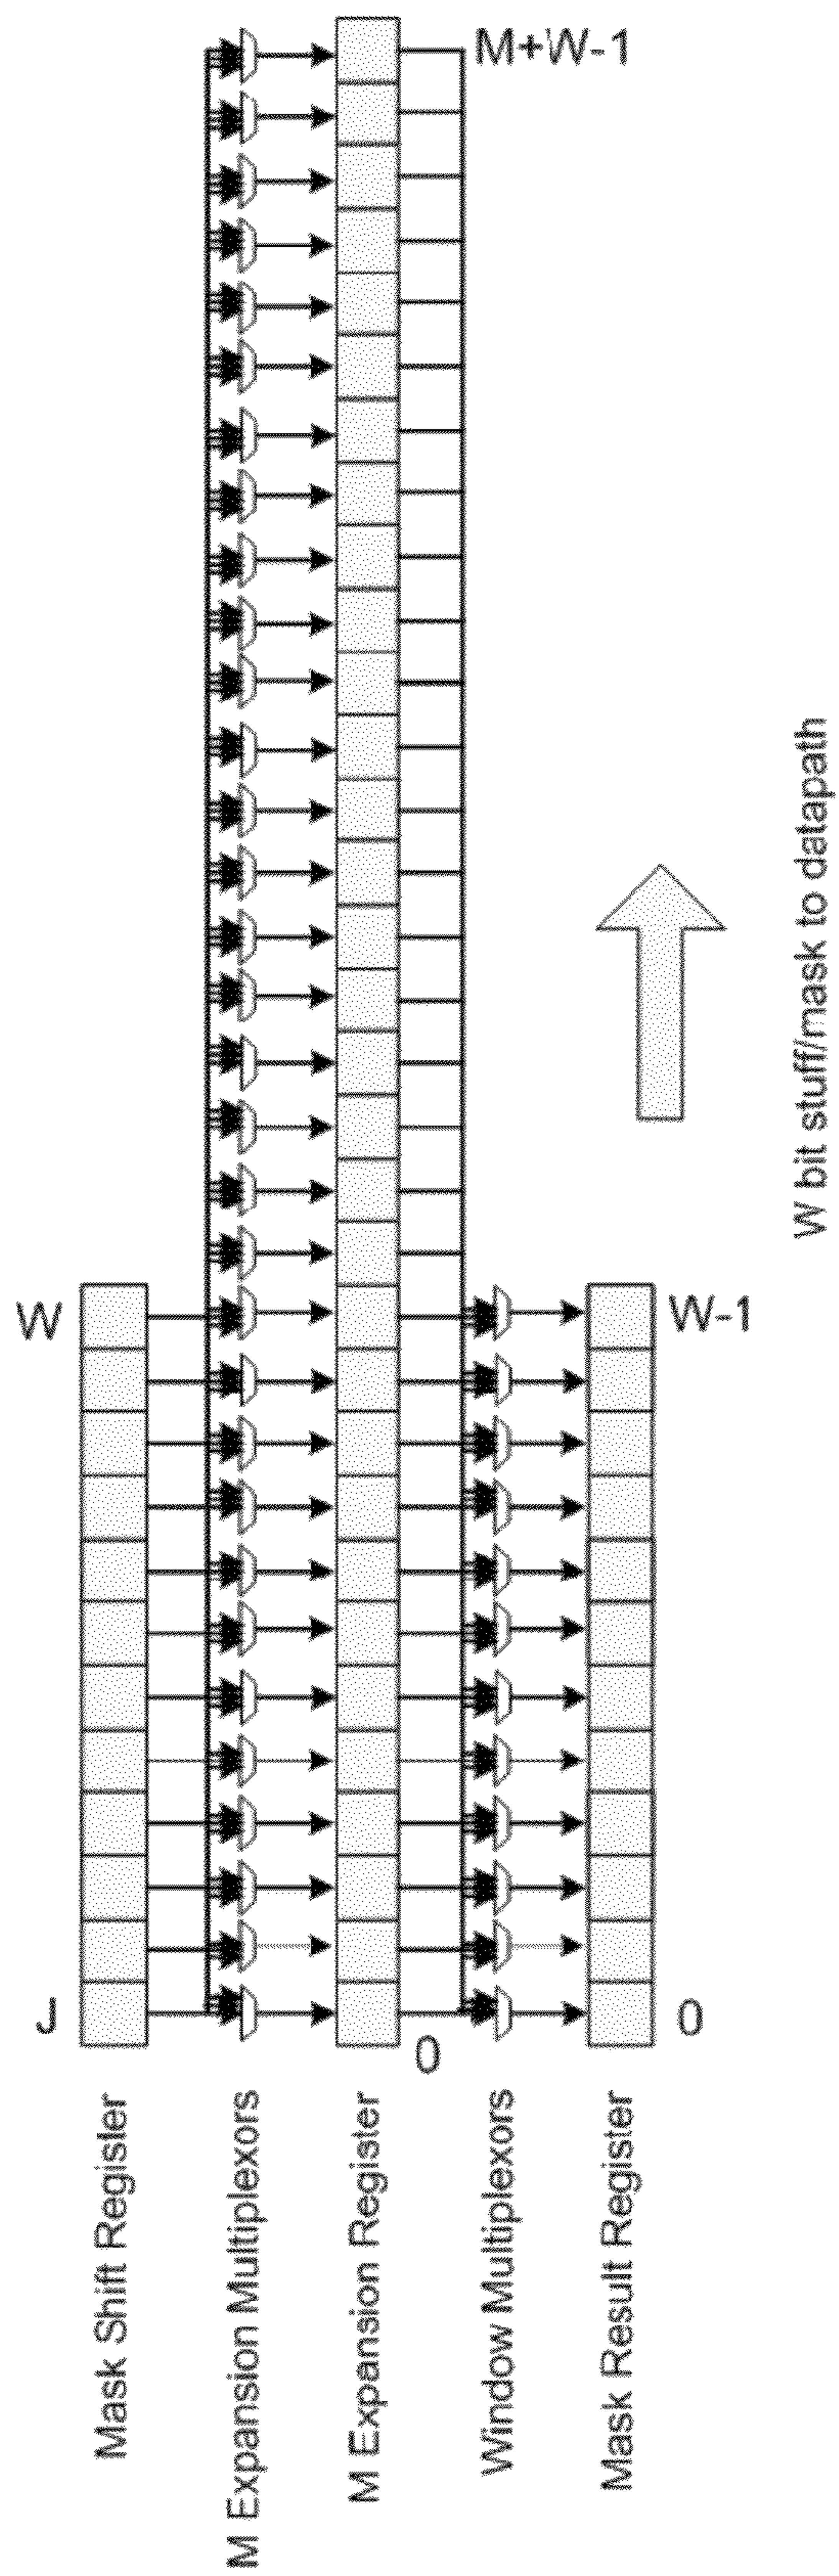 M+W-1
W bit stuff/mask to datapath
W
W-1
J
0
0
Mask Shift Register
M Expansion Multiplexors
M Expansion Register
Window Multiplexors
Mask Result Register